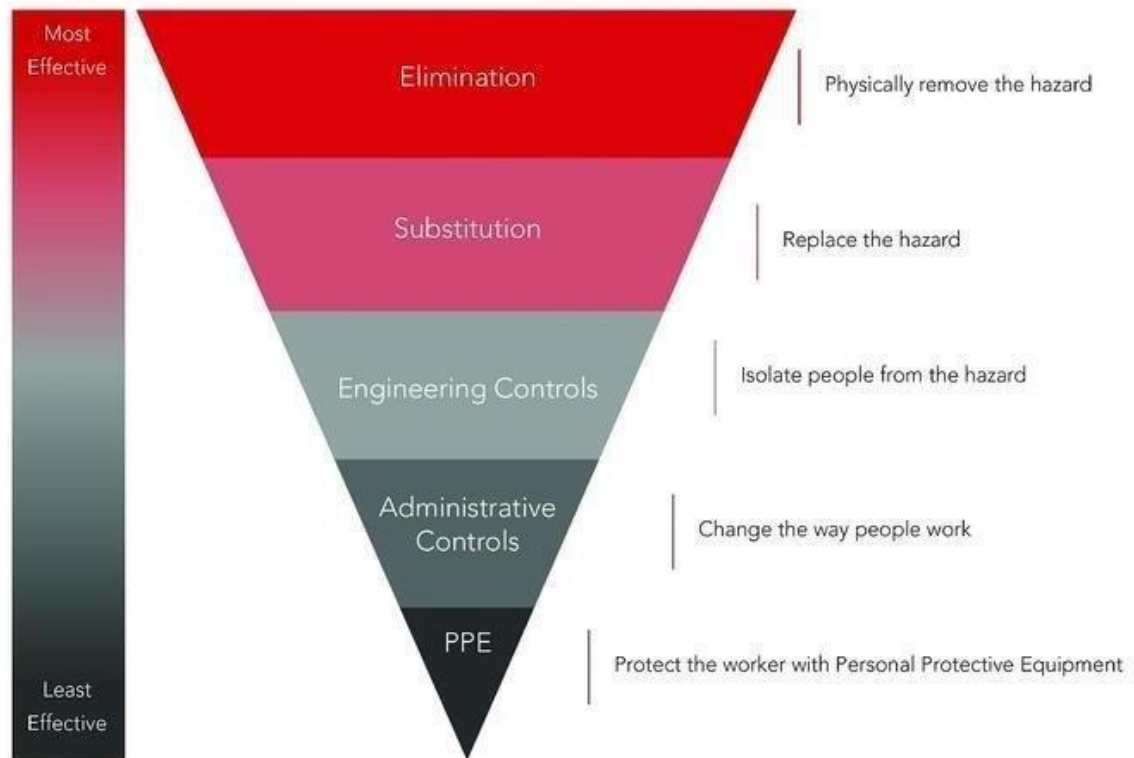 Most
Effective
Elimination
Physically remove the hazard
Substitution
Replace the hazard
Engineering Controls
Isolate people from the hazard
Administrative
Controls
Change the way people work
PPE
Protect the worker with Personal Protective Equipment
Least
Effective